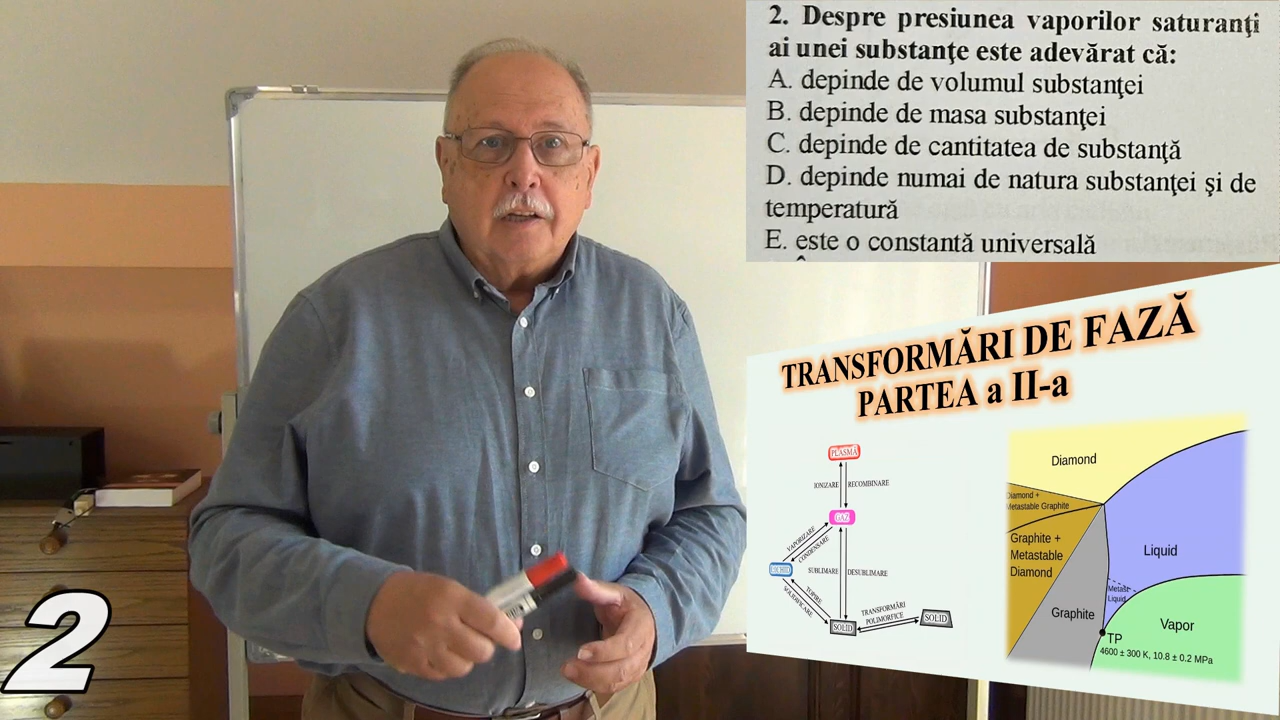 2. Despre presiunea vaporilor saturanţi
ai unei substanţe este adevărat că:
A. depinde de volumul substanţei
B. depinde de masa substanţei
C. depinde de cantitatea de substanţă
D. depinde numai de natura substanţei şi de
temperatură
E. este o constantă universală
TRANSFORMĂRI DE FAZĂ
PARTEA a II-a
PLASMĂ
IONIZARE
RECOMBINARE
GAZ
VAPORIZARE
CONDENSARE
SUBLIMARE
DESUBLIMARE
LICHID
TOPIRE
SOLIDIFICARE
SOLID
TRANSFORMĂRI
POLIMORFICE
SOLID
Diamond
Diamond +
Metastable Graphite
Graphite +
Metastable
Diamond
Graphite
Liquid
Metast.
Liquid
Vapor
TP
4600 ± 300 K, 10.8 ± 0.2 MPa
2